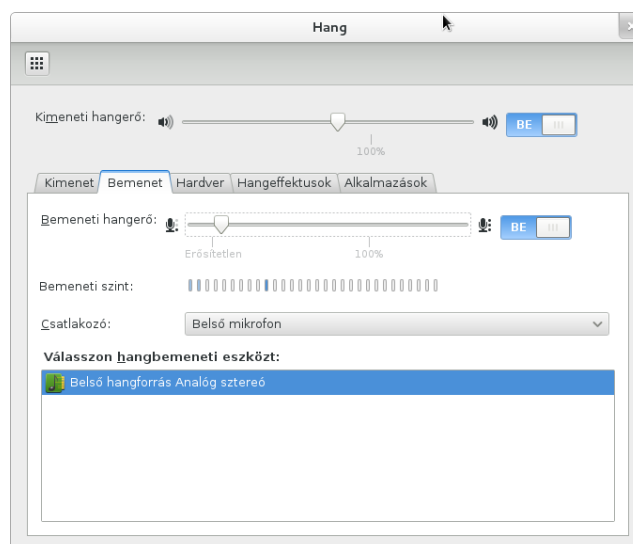 Hang
Kimeneti hangerő:
BE
100%
Kimenet Bemenet Hardver Hangeffektusok Alkalmazások
Bemeneti hangerő:
BE
Erősítetlen 100%
Bemeneti szint:
Csatlakozó: Belső mikrofon
Válasszon hangbemeneti eszközt:
Belső hangforrás Analóg sztereó